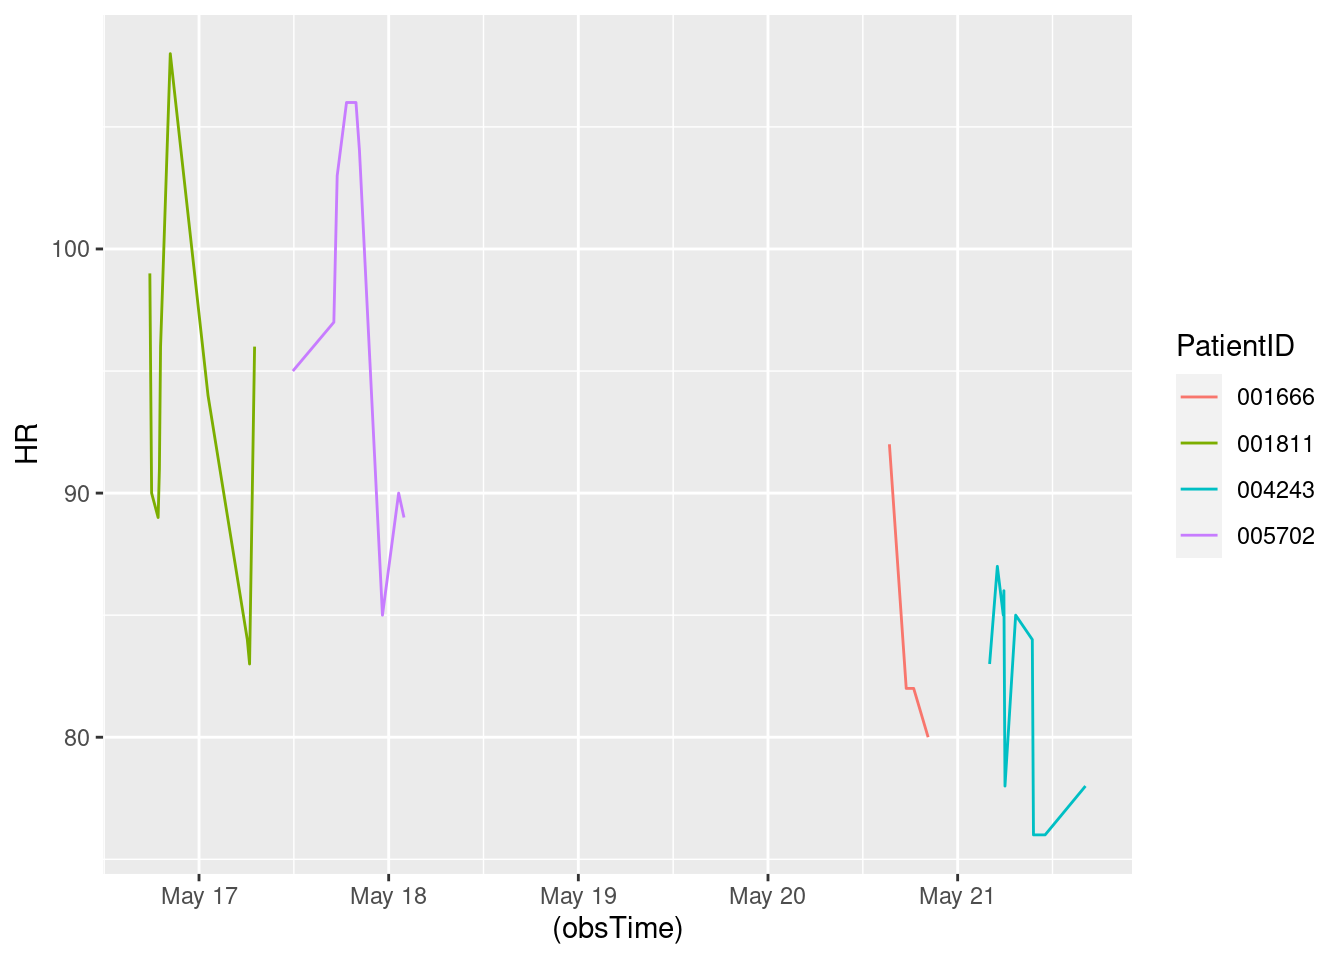 100
90
80
HR
May 17
May 18
May 19
May 20
May 21
(obsTime)
PatientID
001666
001811
004243
005702